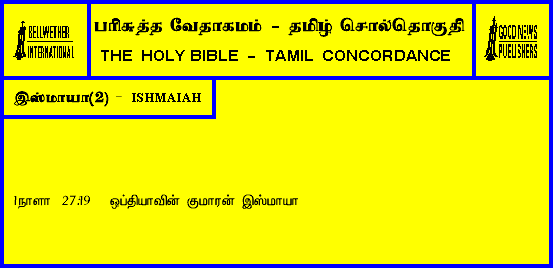 BELLWETHER
INTERNATIONAL
பரிசுத்த வேதாகமம் - தமிழ் சொல்தொகுதி
THE HOLY BIBLE - TAMIL CONCORDANCE
GOOD NEWS
PUBLISHERS
இஸ்மாயா(2) - ISHMAIAH
1நாளா 27:19 ஒப்தியாவின் குமாரன் இஸ்மாயா